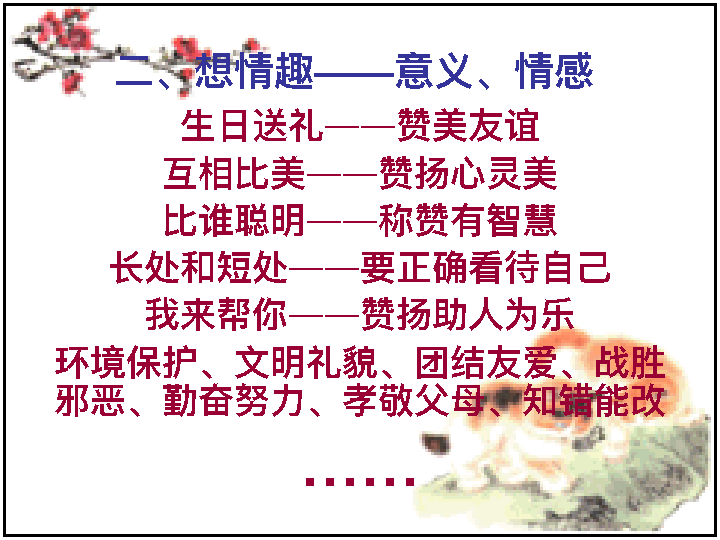 二、想情趣——意义、情感
生日送礼——赞美友谊
互相比美——赞扬心灵美
比谁聪明——称赞有智慧
长处和短处——要正确看待自己
我来帮你——赞扬助人为乐
环境保护、文明礼貌、团结友爱、战胜
邪恶、勤奋努力、孝敬父母、知错能改
……